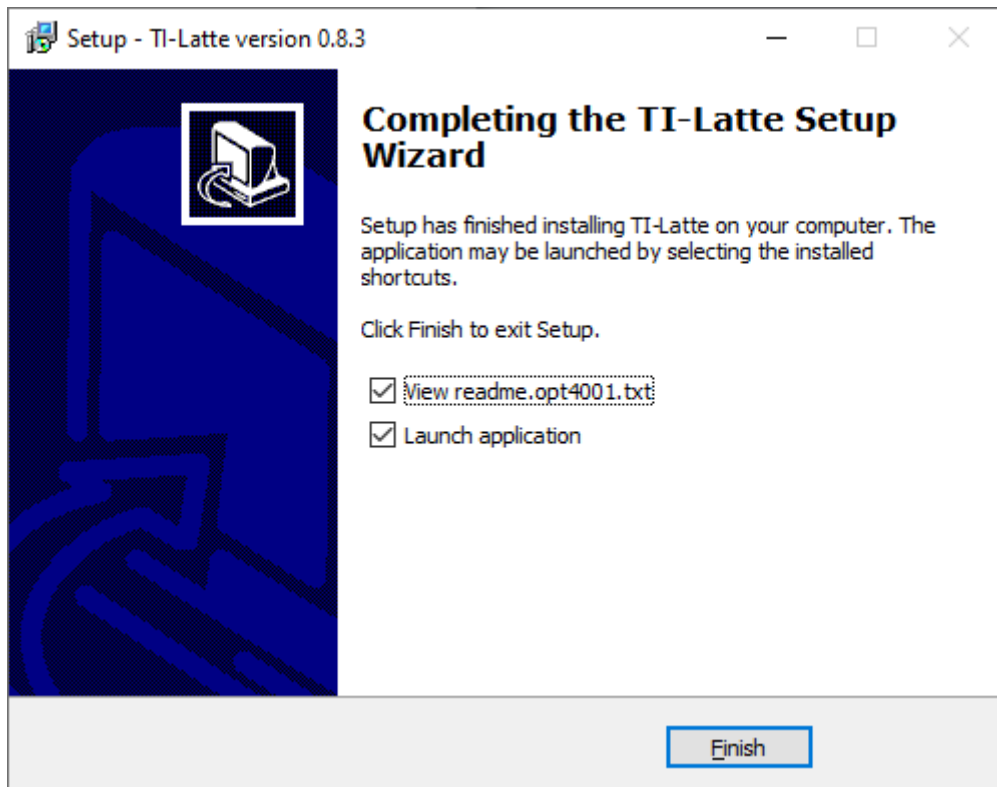 Setup - TI-Latte version 0.8.3
Completing the TI-Latte Setup
Wizard
Setup has finished installing TI-Latte on your computer. The
application may be launched by selecting the installed
shortcuts.
Click Finish to exit Setup.
View readme.opt4001.txt
Launch application
Finish